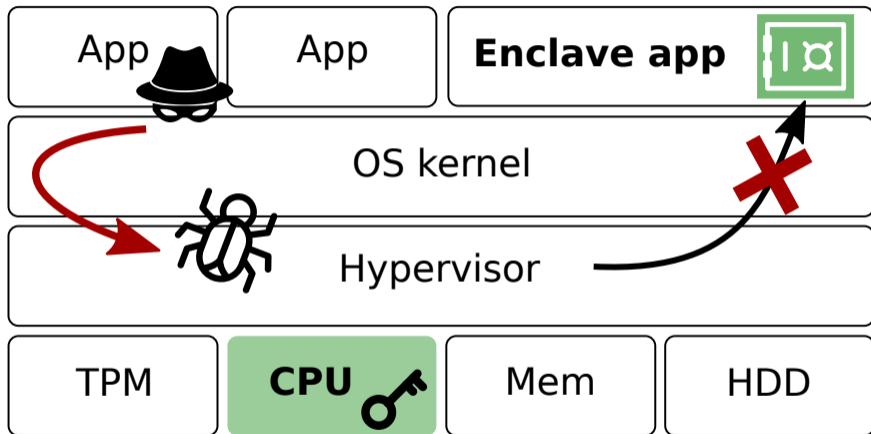 App
App
Enclave app
OS kernel
Hypervisor
TPM
CPU
Mem
HDD